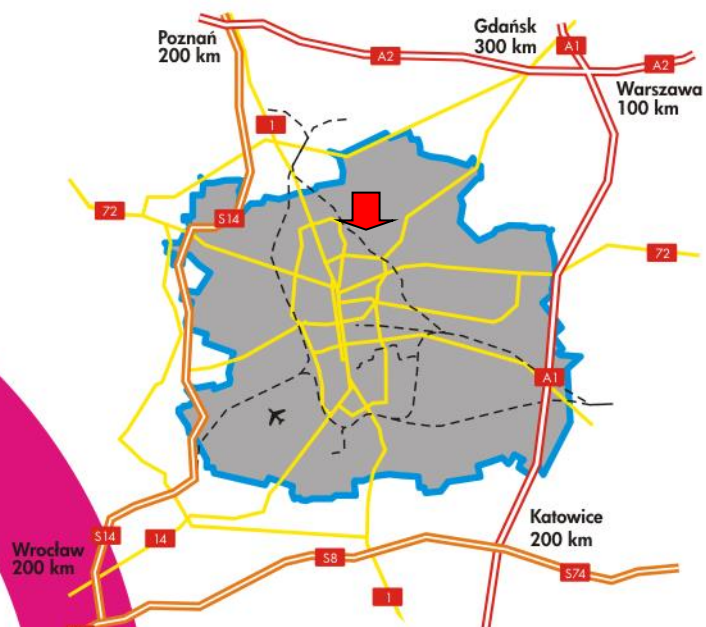 Poznań
200 km
Gdańsk
300 km
A1
A2
A2
Warszawa
100 km
1
72
S14
72
A1
Katowice
200 km
S14
14
Wrocław
200 km
S8
S74
1